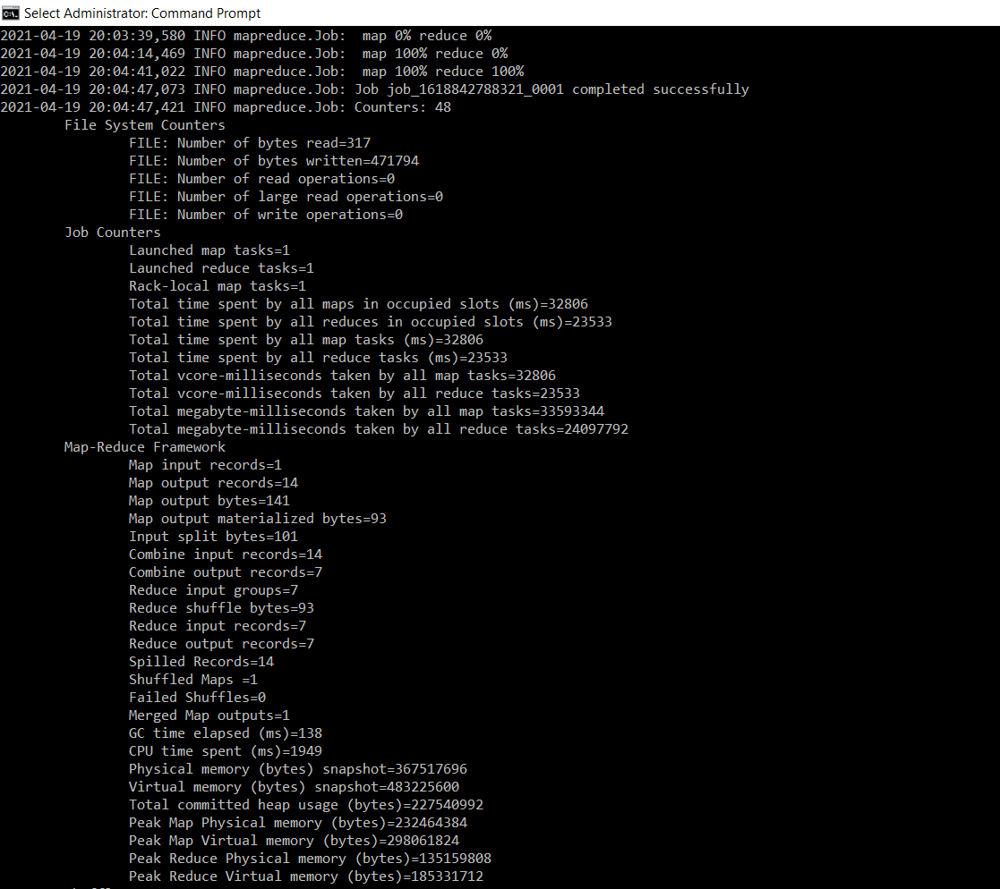 Select Administrator: Command Prompt
2021-04-19 20:03:39,580 INFO mapreduce.Job:  map 0% reduce 0%
2021-04-19 20:04:14,469 INFO mapreduce.Job:  map 100% reduce 0%
2021-04-19 20:04:41,022 INFO mapreduce.Job:  map 100% reduce 100%
2021-04-19 20:04:47,073 INFO mapreduce.Job: Job job_1618842788321_0001 completed successfully
2021-04-19 20:04:47,421 INFO mapreduce.Job: Counters: 48
File System Counters
FILE: Number of bytes read=317
FILE: Number of bytes written=471794
FILE: Number of read operations=0
FILE: Number of large read operations=0
FILE: Number of write operations=0
Job Counters
Launched map tasks=1
Launched reduce tasks=1
Rack-local map tasks=1
Total time spent by all maps in occupied slots (ms)=32806
Total time spent by all reduces in occupied slots (ms)=23533
Total time spent by all map tasks (ms)=32806
Total time spent by all reduce tasks (ms)=23533
Total vcore-milliseconds taken by all map tasks=32806
Total vcore-milliseconds taken by all reduce tasks=23533
Total megabyte-milliseconds taken by all map tasks=33593344
Total megabyte-milliseconds taken by all reduce tasks=24097792
Map-Reduce Framework
Map input records=1
Map output records=14
Map output bytes=141
Map output materialized bytes=93
Input split bytes=101
Combine input records=14
Combine output records=7
Reduce input groups=7
Reduce shuffle bytes=93
Reduce input records=7
Reduce output records=7
Spilled Records=14
Shuffled Maps =1
Failed Shuffles=0
Merged Map outputs=1
GC time elapsed (ms)=138
CPU time spent (ms)=1949
Physical memory (bytes) snapshot=367517696
Virtual memory (bytes) snapshot=483225600
Total committed heap usage (bytes)=227540992
Peak Map Physical memory (bytes)=232464384
Peak Map Virtual memory (bytes)=298061824
Peak Reduce Physical memory (bytes)=135159808
Peak Reduce Virtual memory (bytes)=185331712